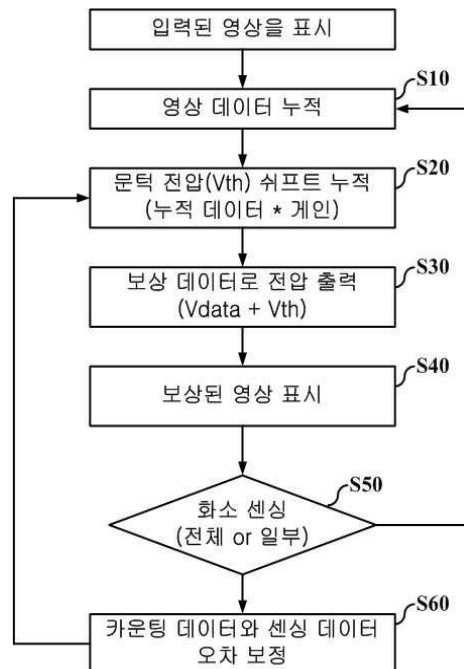 입력된 영상을 표시
S10
영상 데이터 누적
S20
문턱 전압(Vth) 쉬프트 누적
(누적 데이터 * 게인)
S30
보상 데이터로 전압 출력
(Vdata + Vth)
S40
보상된 영상 표시
S50
화소 센싱
(전체 or 일부)
S60
카운팅 데이터와 센싱 데이터
오차 보정